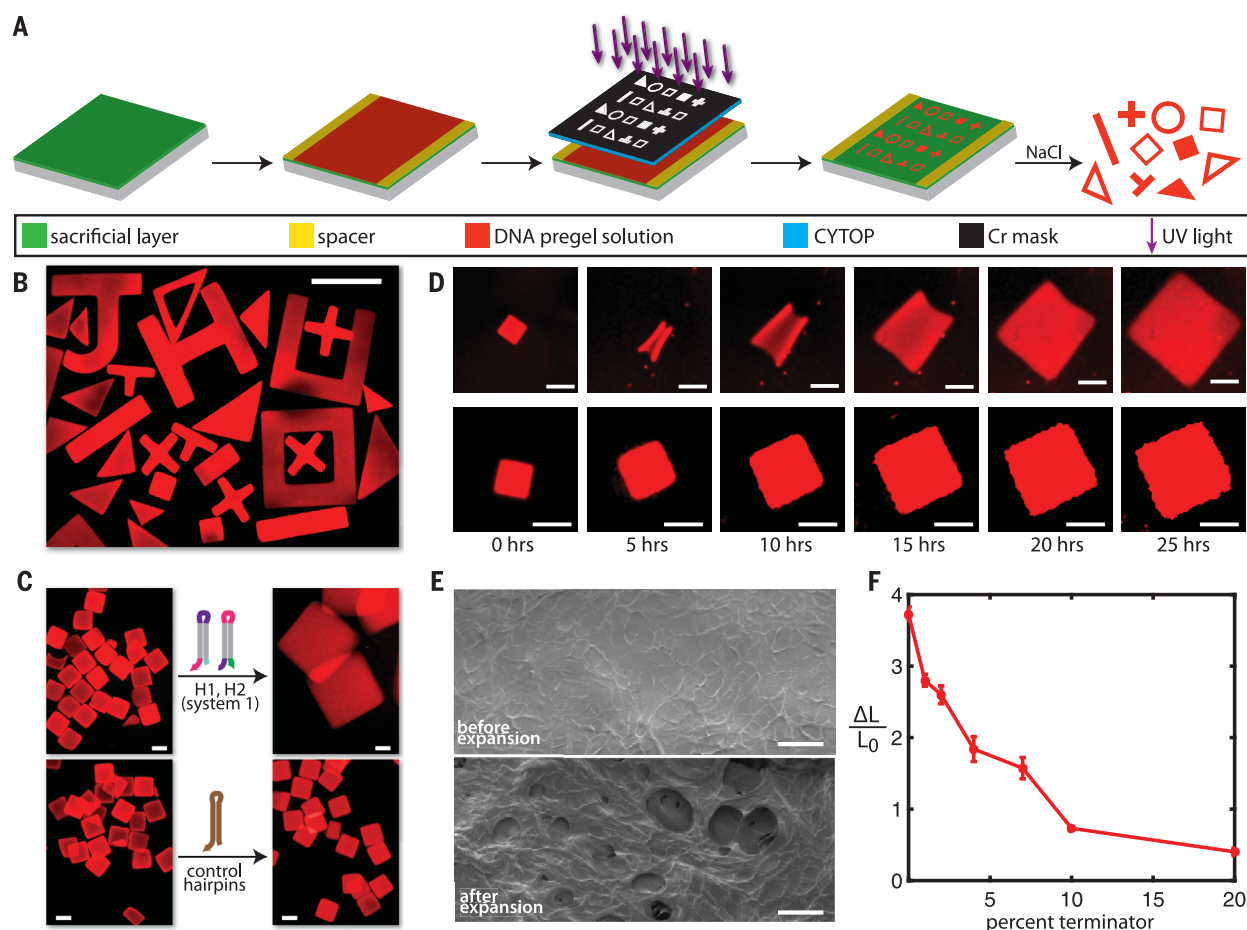 A
NaCl
sacrificial layer
spacer
DNA pregel solution
CYTOP
Cr mask
UV light
B
D
0 hrs
5 hrs
10 hrs
15 hrs
20 hrs
25 hrs
C
H1, H2
(system 1)
control
hairpins
E
before
expansion
after
expansion
F
ΔL
L0
4
3
2
1
0
5
10
15
20
percent terminator